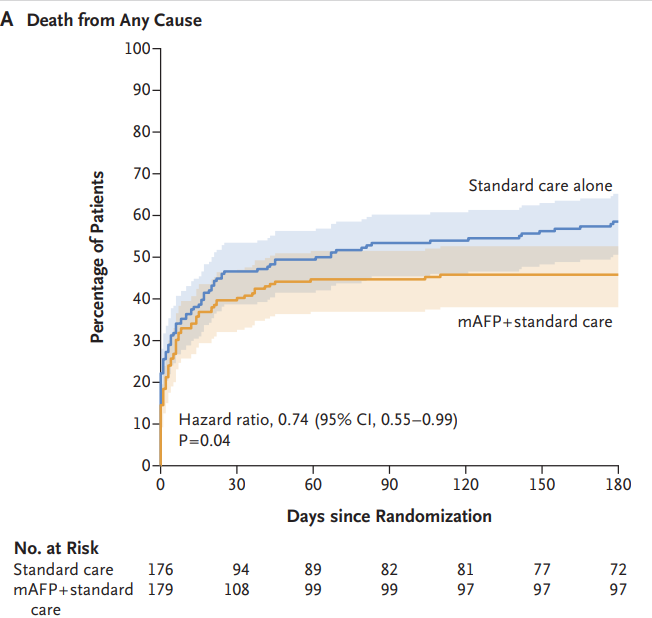 A Death from Any Cause
100
90
80
70
60
50
40
30
20
10
0
Percentage of Patients
Standard care alone
mAFP+standard care
Hazard ratio, 0.74 (95% CI, 0.55–0.99)
P=0.04
0 30 60 90 120 150 180
Days since Randomization
No. at Risk
Standard care 176 94 89 82 81 77 72
mAFP+standard 179 108 99 99 97 97 97
care